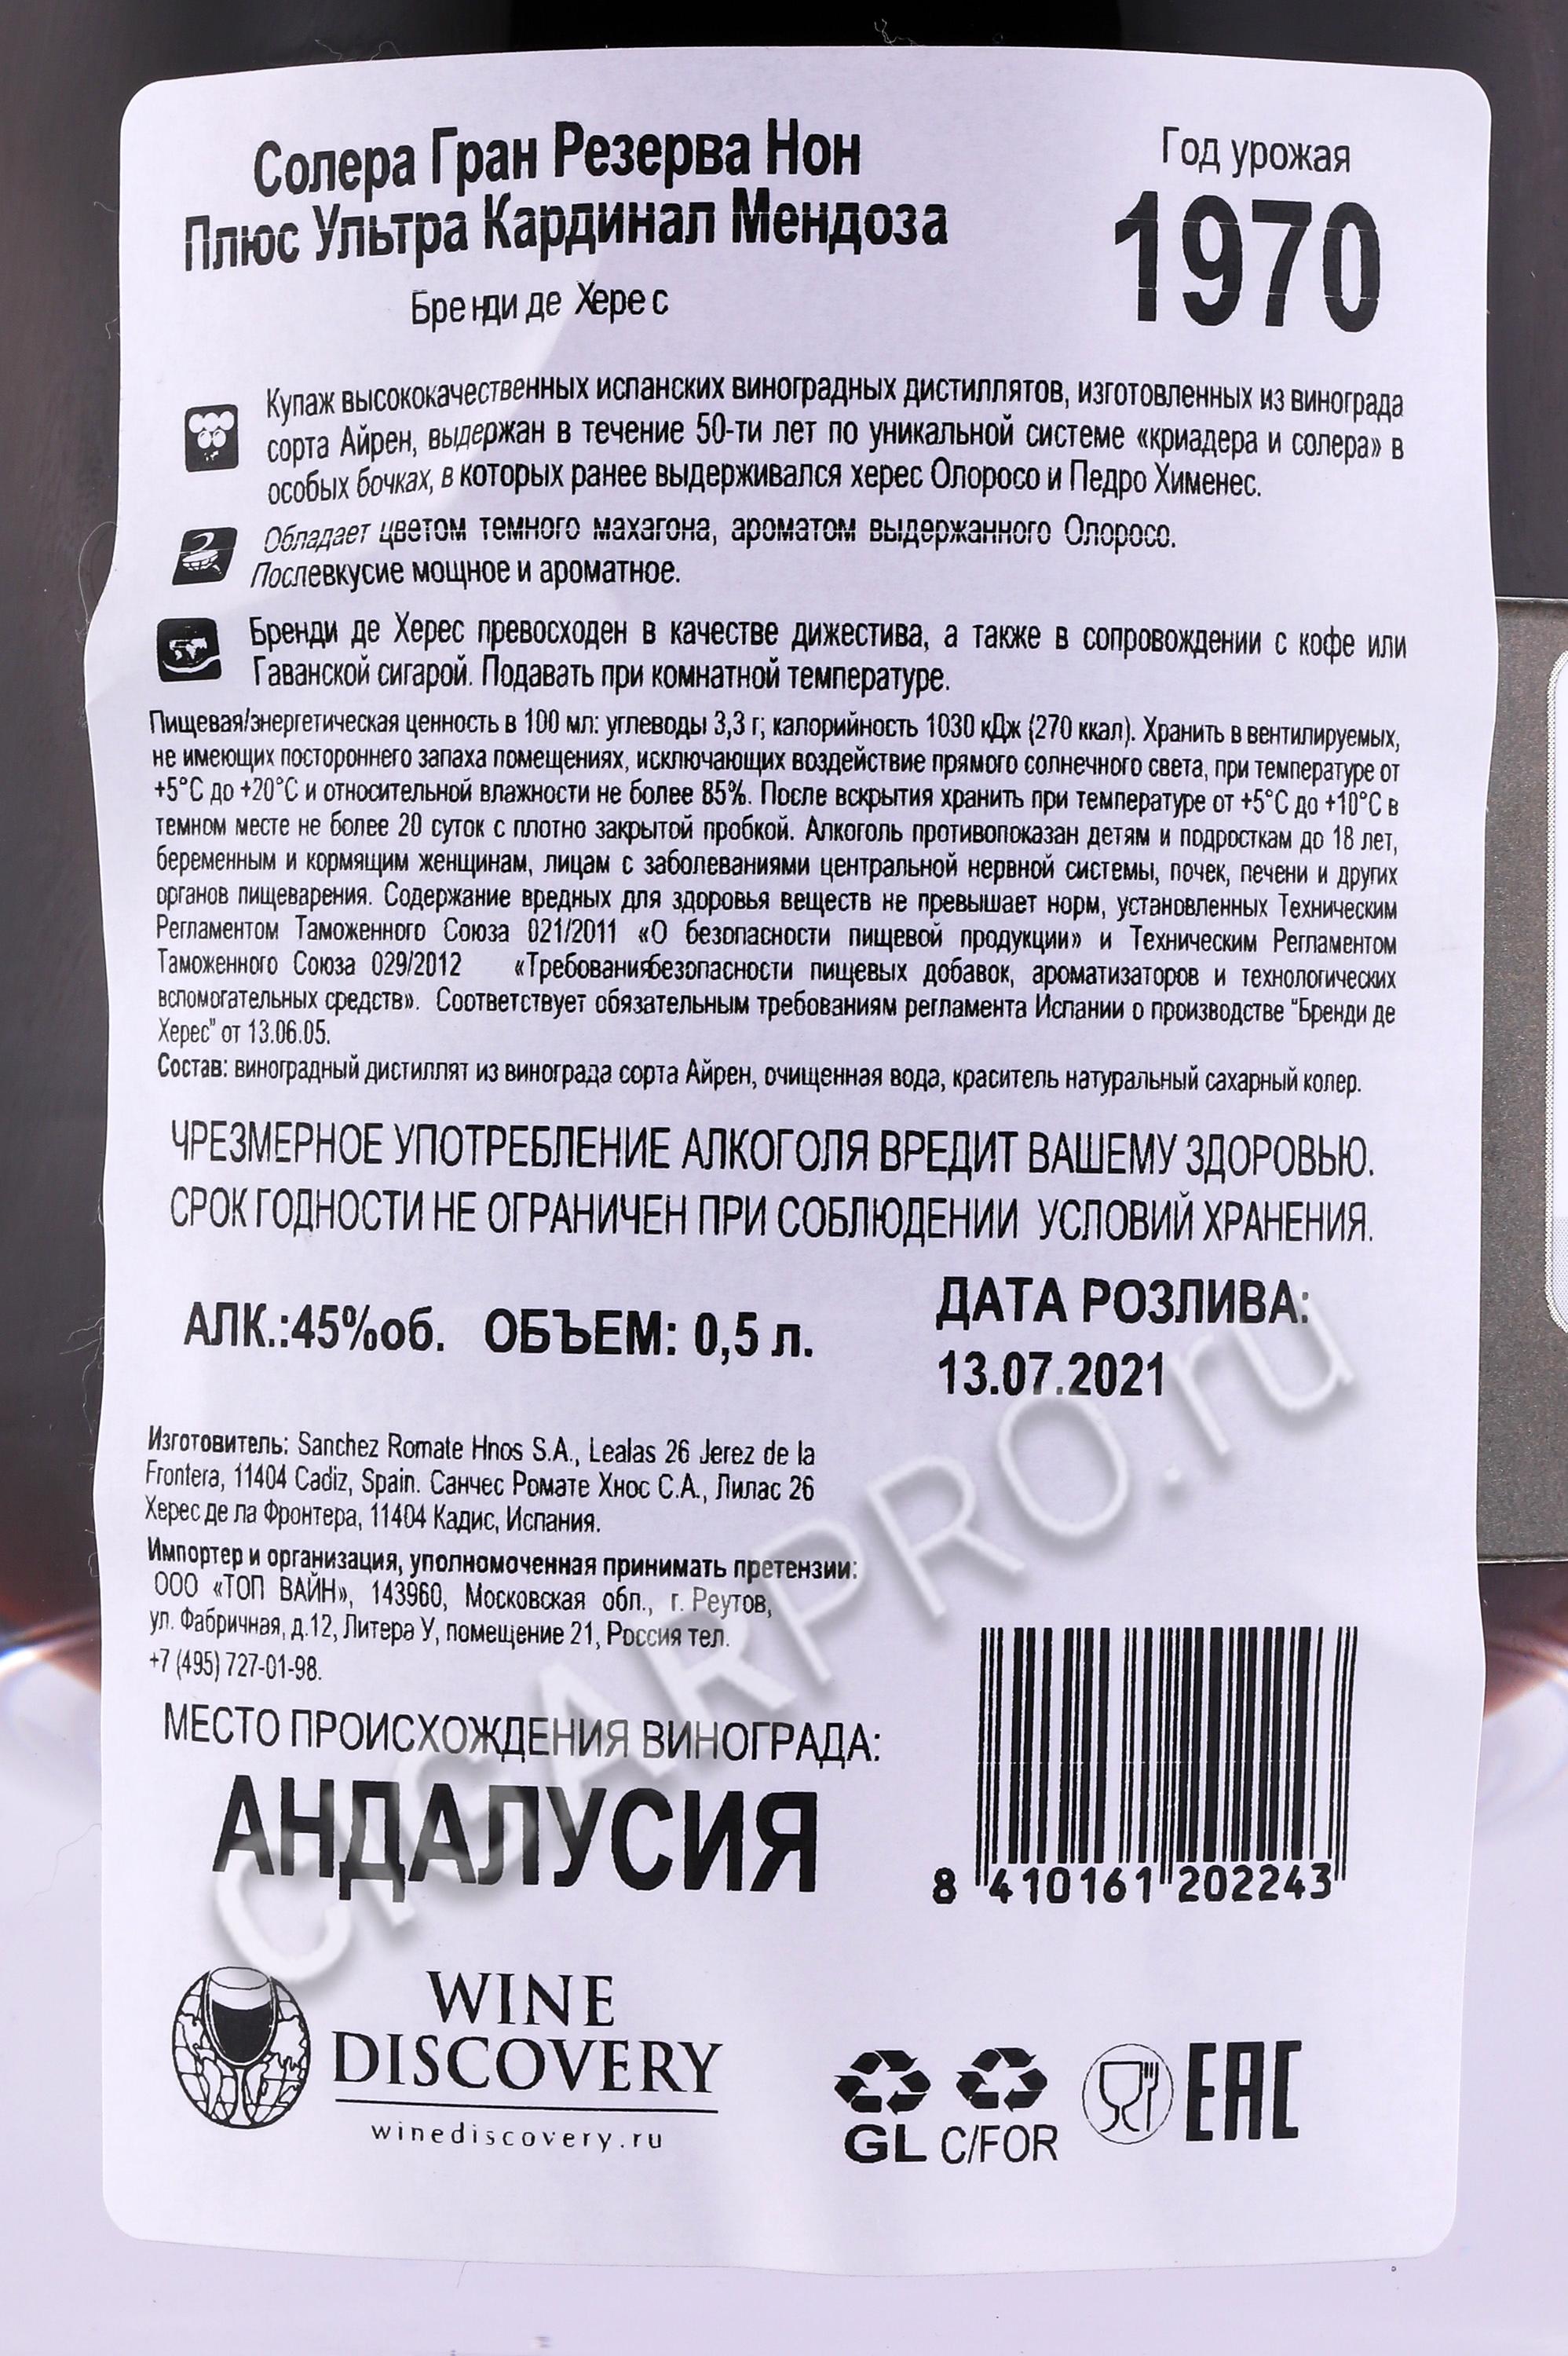 Солера Гран Резерва Нон
Плюс Ультра Кардинал Мендоза
Бренди де Херес
Год урожая
1970
Купаж высококачественных испанских виноградных дистиллятов, изготовленных из винограда
сорта Айрен, выдержан в течение 50-ти лет по уникальной системе «криадера и солера» в
особых бочках, в которых ранее выдерживался херес Олоросо и Педро Хименес.
Обладает цветом темного махагона, ароматом выдержанного Олоросо.
Послевкусие мощное и ароматное.
Бренди де Херес превосходен в качестве дижестива, а также в сопровождении с кофе или
Гаванской сигарой. Подавать при комнатной температуре.
Пищевая/энергетическая ценность в 100 мл: углеводы 3,3 г; калорийность 1030 кДж (270 ккал). Хранить в вентилируемых,
не имеющих постороннего запаха помещениях, исключающих воздействие прямого солнечного света, при температуре от
+5°С до +20°С и относительной влажности не более 85%. После вскрытия хранить при температуре от +5°С до +10°С в
темном месте не более 20 суток с плотно закрытой пробкой. Алкоголь противопоказан детям и подросткам до 18 лет,
беременным и кормящим женщинам, лицам с заболеваниями центральной нервной системы, почек, печени и других
органов пищеварения. Содержание вредных для здоровья веществ не превышает норм, установленных Техническим
Регламентом Таможенного Союза 021/2011 «О безопасности пищевой продукции» и Техническим Регламентом
Таможенного Союза 029/2012 «Требования безопасности пищевых добавок, ароматизаторов и технологических
вспомогательных средств». Соответствует обязательным требованиям регламента Испании о производстве "Бренди де
Херес" от 13.06.05.
Состав: виноградный дистиллят из винограда сорта Айрен, очищенная вода, краситель натуральный сахарный колер.
ЧРЕЗМЕРНОЕ УПОТРЕБЛЕНИЕ АЛКОГОЛЯ ВРЕДИТ ВАШЕМУ ЗДОРОВЬЮ.
СРОК ГОДНОСТИ НЕ ОГРАНИЧЕН ПРИ СОБЛЮДЕНИИ УСЛОВИЙ ХРАНЕНИЯ.
АЛК.:45%об. ОБЪЕМ: 0,5 л.
ДАТА РОЗЛИВА:
13.07.2021
Изготовитель: Sanchez Romate Hnos S.A., Lealas 26 Jerez de la
Frontera, 11404 Cadiz, Spain. Санчес Ромате Хнос С.А., Лилас 26
Херес де ла Фронтера, 11404 Кадис, Испания.
Импортер и организация, уполномоченная принимать претензии:
ООО «ТОП ВАЙН», 143960, Московская обл., г. Реутов,
ул. Фабричная, д.12, Литера У, помещение 21, Россия тел.
+7 (495) 727-01-98.
МЕСТО ПРОИСХОЖДЕНИЯ ВИНОГРАДА:
АНДАЛУСИЯ
8 410161 202243
WINE
DISCOVERY
winediscovery.ru
GL C/FOR
EAC
CIGARPRO.ru